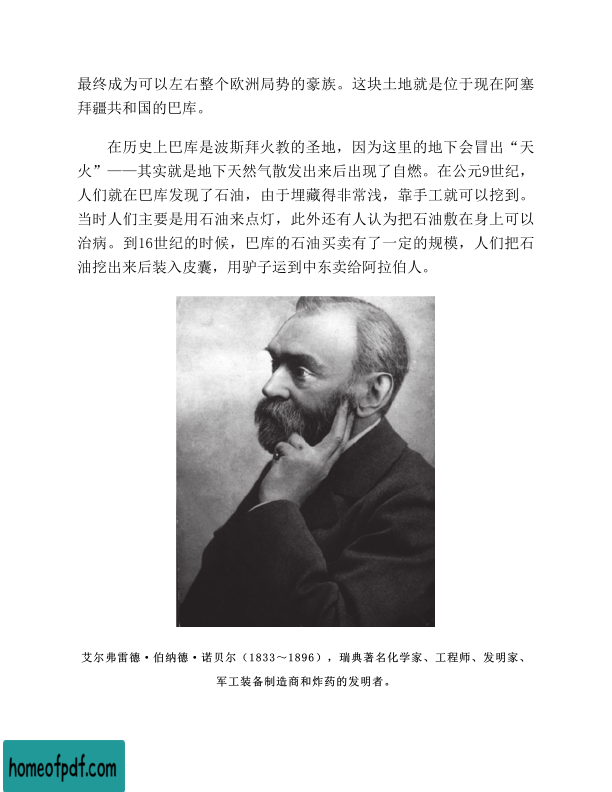 最终成为可以左右整个欧洲局势的豪族。这块土地就是位于现在阿塞
拜疆共和国的巴库。
在历史上巴库是波斯拜火教的圣地，因为这里的地下会冒出“天
火”——其实就是地下天然气散发出来后出现了自燃。在公元9世纪，
人们就在巴库发现了石油，由于埋藏得非常浅，靠手工就可以挖到。
当时人们主要是用石油来点灯，此外还有人认为把石油敷在身上可以
治病。到16世纪的时候，巴库的石油买卖有了一定的规模，人们把石
油挖出来后装入皮囊，用驴子运到中东卖给阿拉伯人。
艾尔弗雷德·伯纳德·诺贝尔（1833～1896），瑞典著名化学家、工程师、发明家、
军工装备制造商和炸药的发明者。
homeofpdf.com